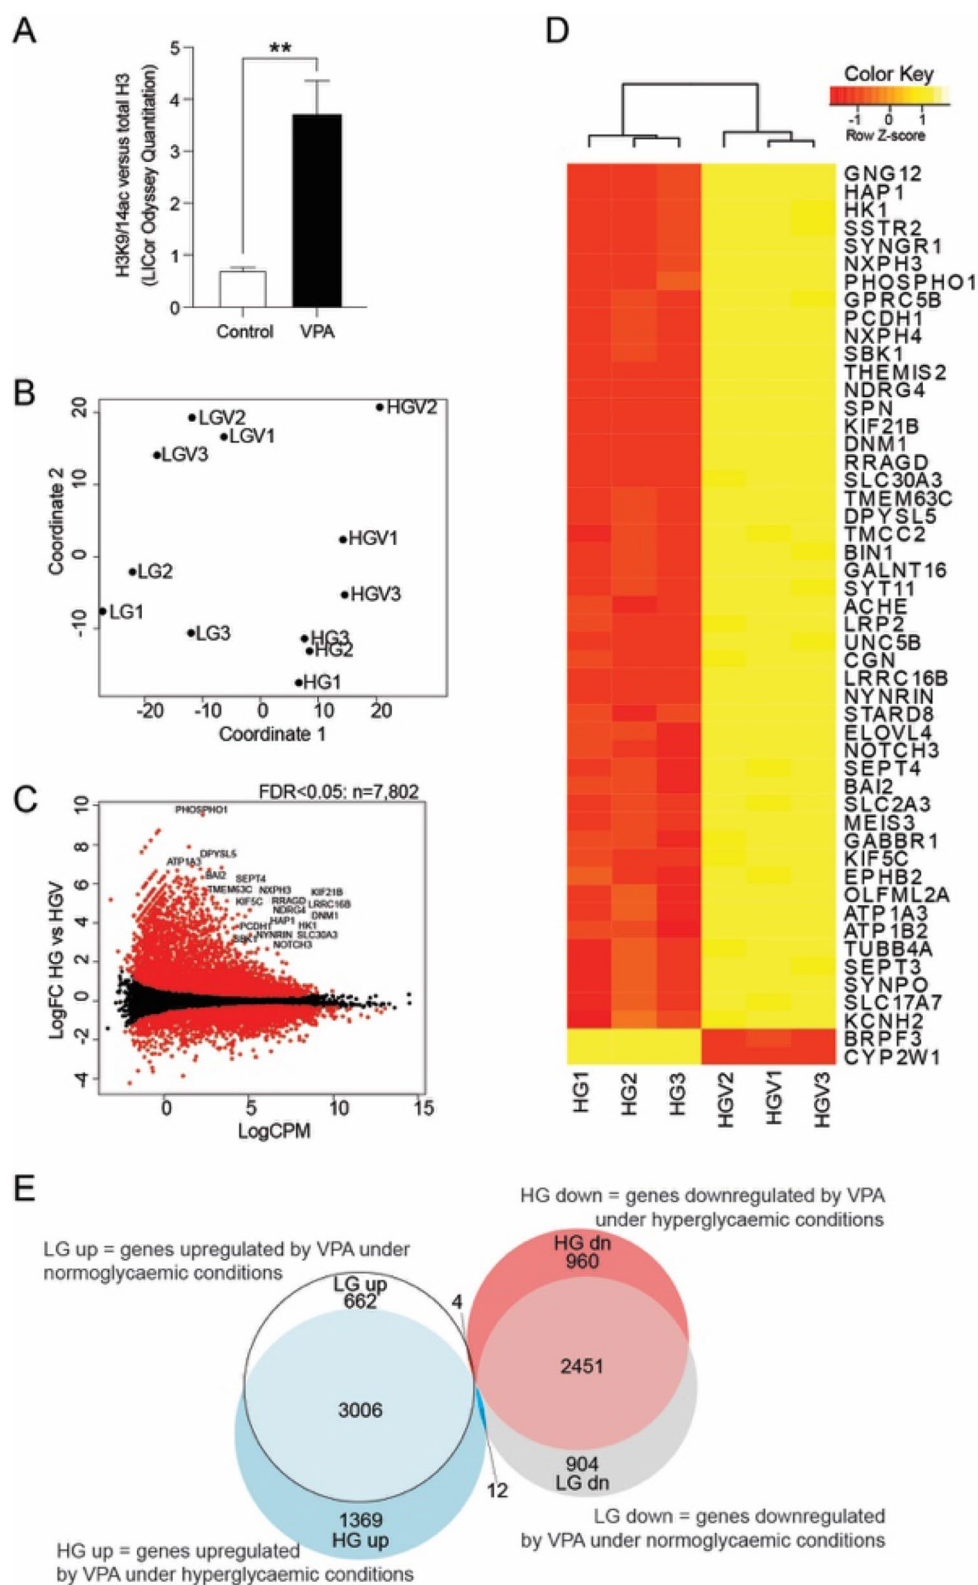 A
H3K9/14ac versus total H3
(LICor Odyssey Quantitation)
5
4
3
2
1
0
**
Control
VPA
B
Coordinate 2
20
10
0
-10
LGV2
LGV1
LGV3
HGV2
HGV1
HGV3
LG2
LG1
LG3
HG3
HG2
HG1
-20
-10
0
10
20
Coordinate 1
C
FDR<0.05: n=7,802
LogFC HG vs HGV
10
8
6
4
2
0
-2
-4
PHOSPHO1
DPYSL5
ATP1A3
BAI2
SEPT4
TMEM63C
NXPH3
KIF21B
KIF5C
RRAGD
LRRC16B
NDRG4
DNM1
HAP1
PCDH1
HK1
NYNRIN
SLC30A3
SBK1
NOTCH3
0
5
10
15
LogCPM
D
Color Key
-1
0
1
Row Z-score
GNG12
HAP1
HK1
SSTR2
SYNGR1
NXPH3
PHOSPHO1
GPRC5B
PCDH1
NXPH4
SBK1
THEMIS2
NDRG4
SPN
KIF21B
DNM1
RRAGD
SLC30A3
TMEM63C
DPYSL5
TMCC2
BIN1
GALNT16
SYT11
ACHE
LRP2
UNC5B
CGN
LRRC16B
NYNRIN
STARD8
ELOVL4
NOTCH3
SEPT4
BAI2
SLC2A3
MEIS3
GABBR1
KIF5C
EPHB2
OLFML2A
ATP1A3
ATP1B2
TUBB4A
SEPT3
SYNPO
SLC17A7
KCNH2
BRPF3
CYP2W1
HG1
HG2
HG3
HGV2
HGV1
HGV3
E
HG down = genes downregulated by VPA
under hyperglycaemic conditions
LG up = genes upregulated by VPA under
normoglycaemic conditions
LG up
662
4
HG dn
960
3006
2451
12
904
LG dn
1369
HG up
LG down = genes downregulated
by VPA under normoglycaemic conditions
HG up = genes upregulated
by VPA under hyperglycaemic conditions